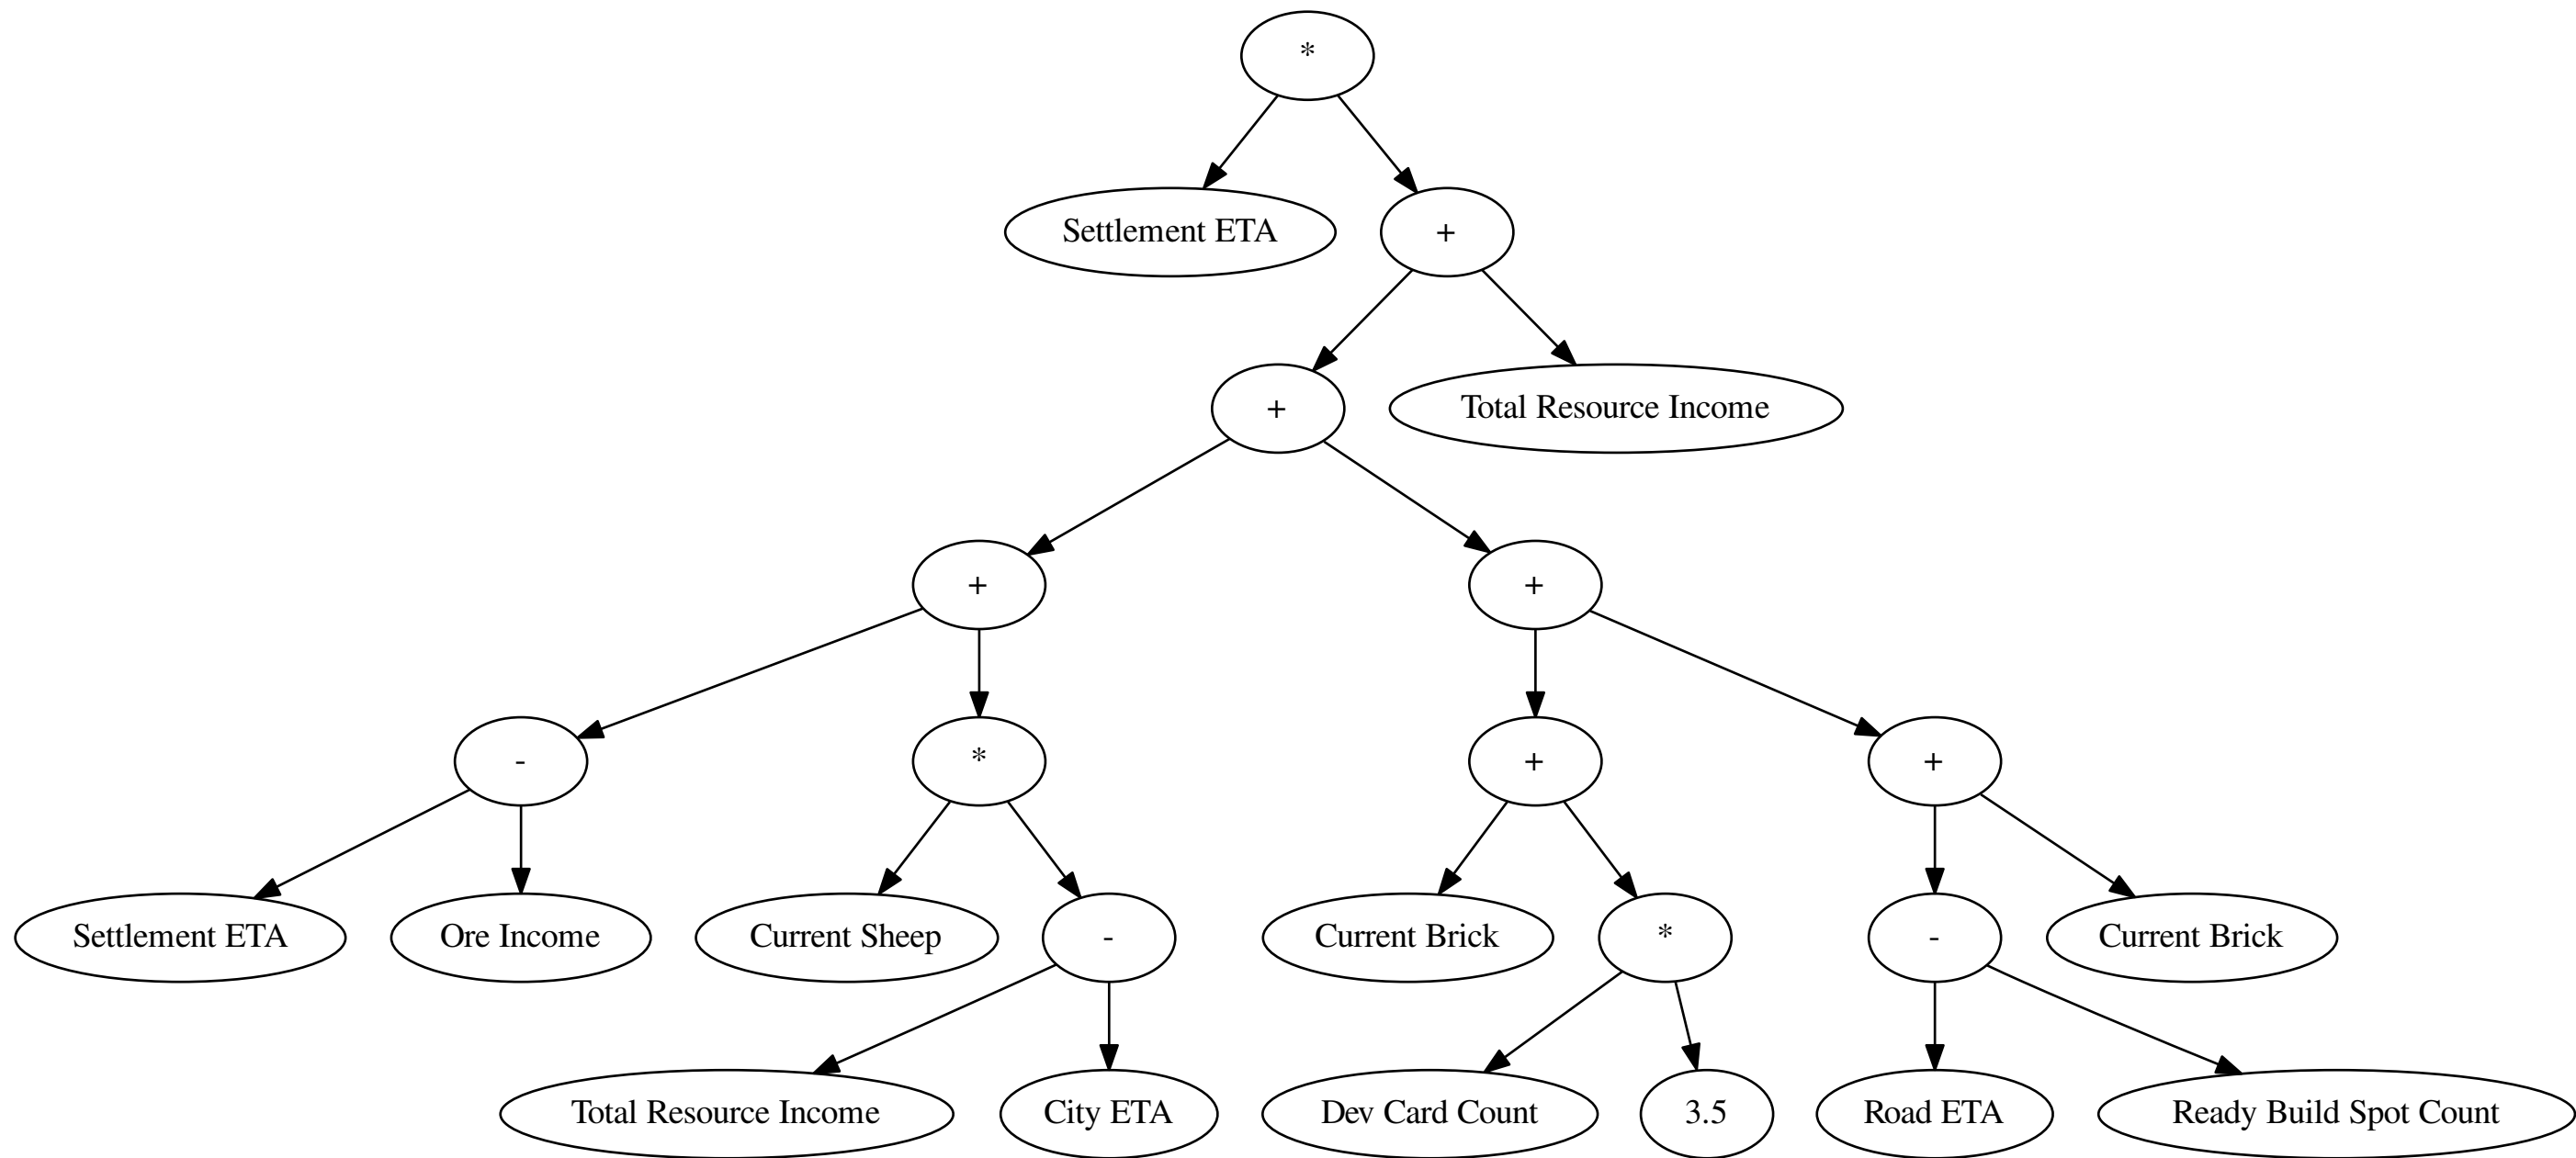 *
Settlement ETA
+
+
Total Resource Income
+
+
-
*
+
+
Settlement ETA
Ore Income
Current Sheep
-
Current Brick
*
-
Current Brick
Total Resource Income
City ETA
Dev Card Count
3.5
Road ETA
Ready Build Spot Count